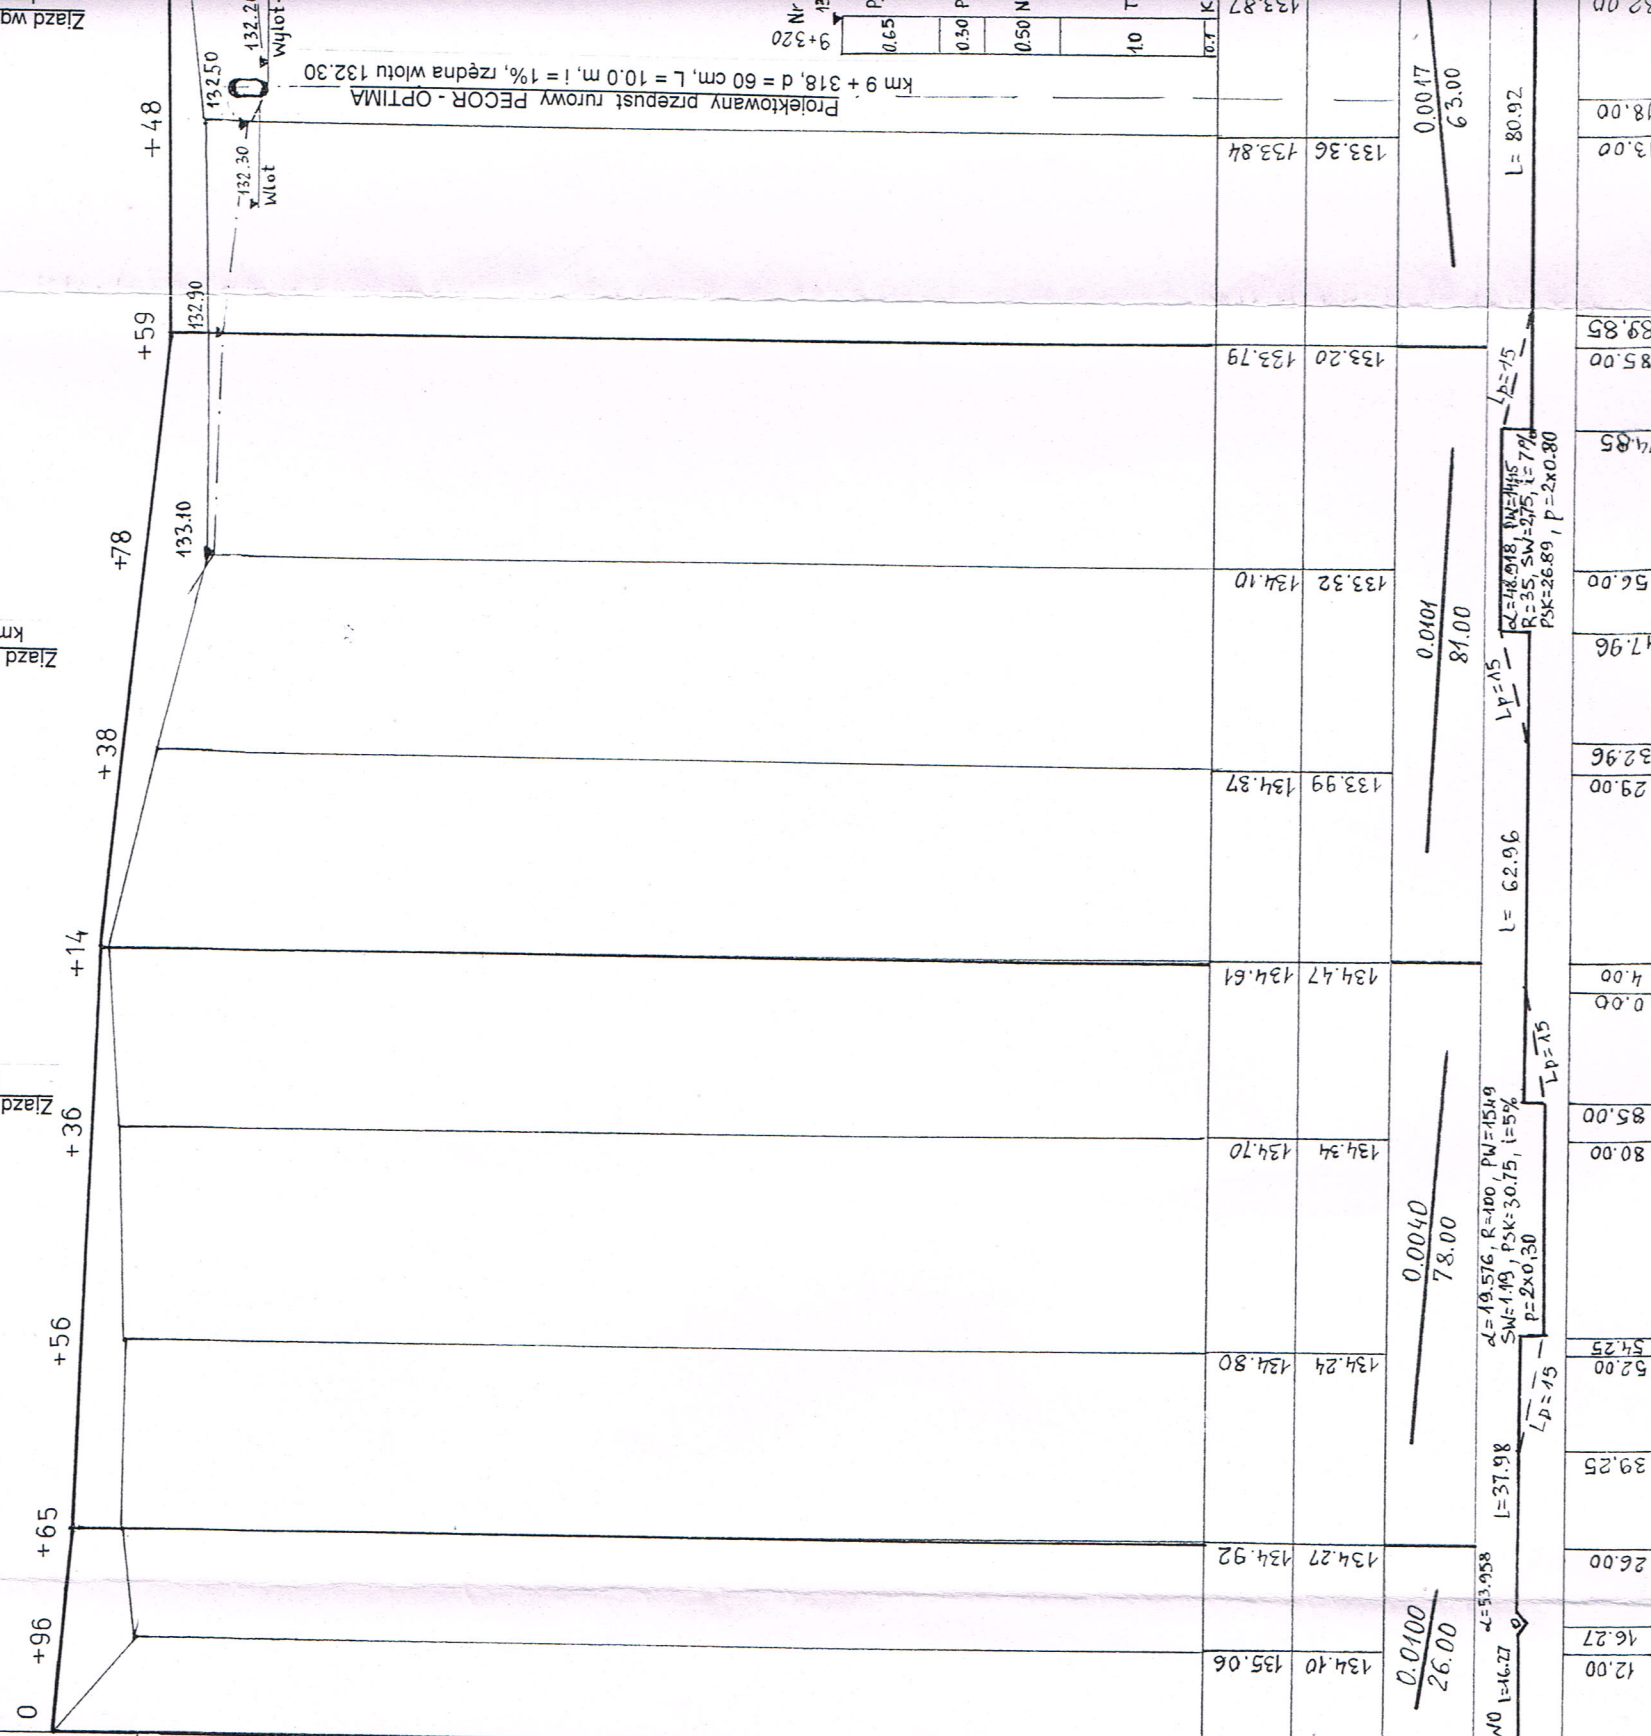 Zjazd wg
Zjazd
km
Zjazd
0
+96
+65
+56
+36
+14
+38
+78
+59
+48
133.10
132.90
132.50
132.30
Wlot
Wylot
Projektowany przepust rurowy PECOR - OPTIMA
km 9 + 318, d = 60 cm, L = 10.0 m, i = 1%, rzędna wlotu 132.30
Nr
9+320
0.65
0.30
0.50
1.0
0.1
P
P
N
T
K
135.06 134.10
134.92 134.27
134.80 134.24
134.70 134.34
134.61 134.47
134.37 133.99
134.10 133.32
133.79 133.20
133.84 133.36
133.87
0.0100
26.00
0.0040
78.00
0.0101
81.00
0.0017
63.00
L=16.27
α=53.958
L=37.98
Lp=15
α=19.576, R=100, PW=15.49
SW=1.19, PSK=30.75, i=5%
p=2x0,30
Lp=15
L= 62.96
Lp=15
α=48.918, PW=14.45
R=35, SW=2,75, i=7%
PSK=26.89, p=2x0.80
Lp=15
L= 80.92
12.00
16.27
26.00
39.25
52.00
54.25
80.00
85.00
0.00
4.00
29.00
32.96
47.96
56.00
74.85
85.00
89.85